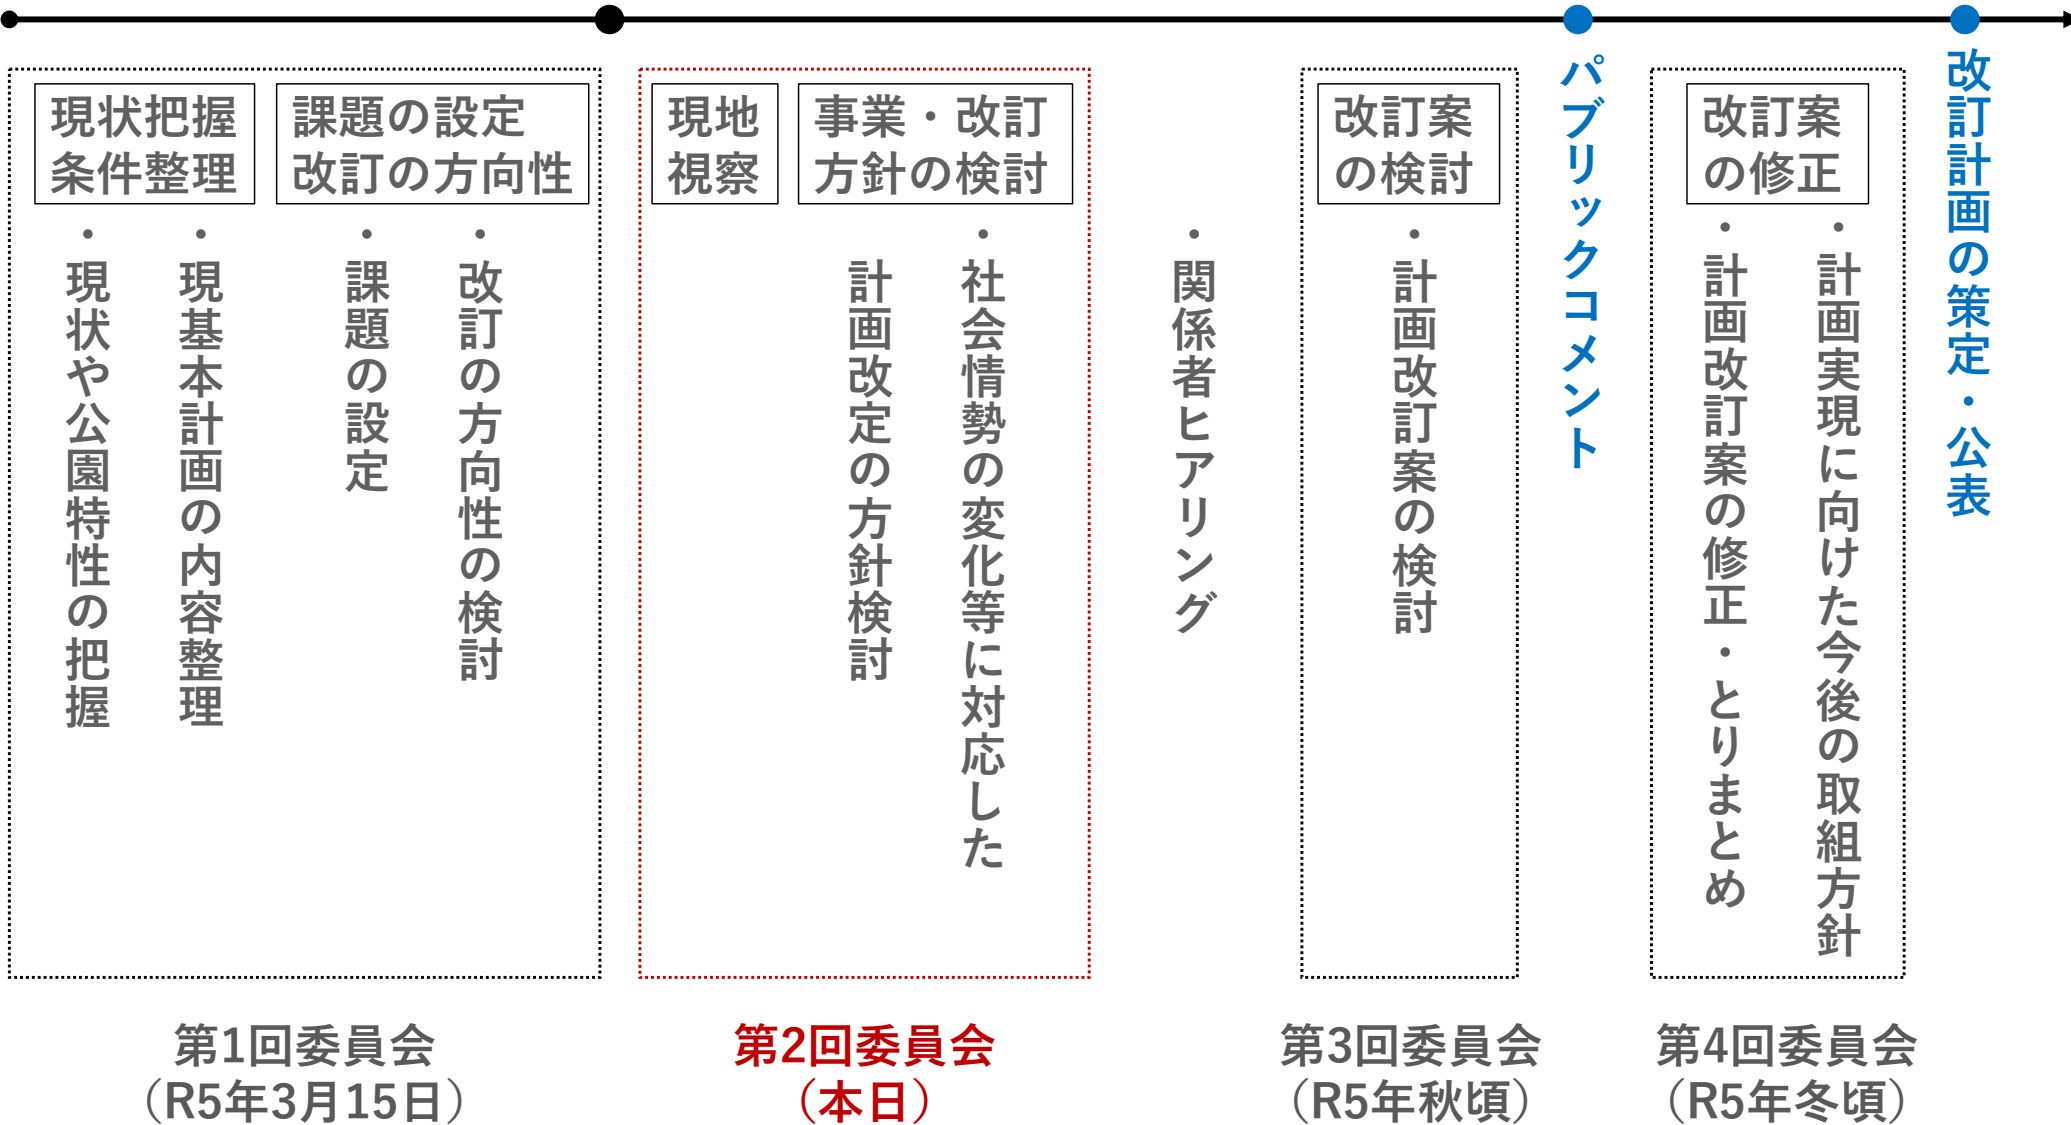 現状把握
条件整理
・現状や公園特性の把握
・現基本計画の内容整理
課題の設定
改訂の方向性
・課題の設定
・改訂の方向性の検討
第1回委員会
（R5年3月15日）
現地
視察
事業・改訂
方針の検討
・社会情勢の変化等に対応した
計画改定の方針検討
第2回委員会
（本日）
・関係者ヒアリング
改訂案
の検討
・計画改訂案の検討
第3回委員会
（R5年秋頃）
パブリックコメント
改訂案
の修正
・計画改訂案の修正・とりまとめ
・計画実現に向けた今後の取組方針
第4回委員会
（R5年冬頃）
改訂計画の策定・公表